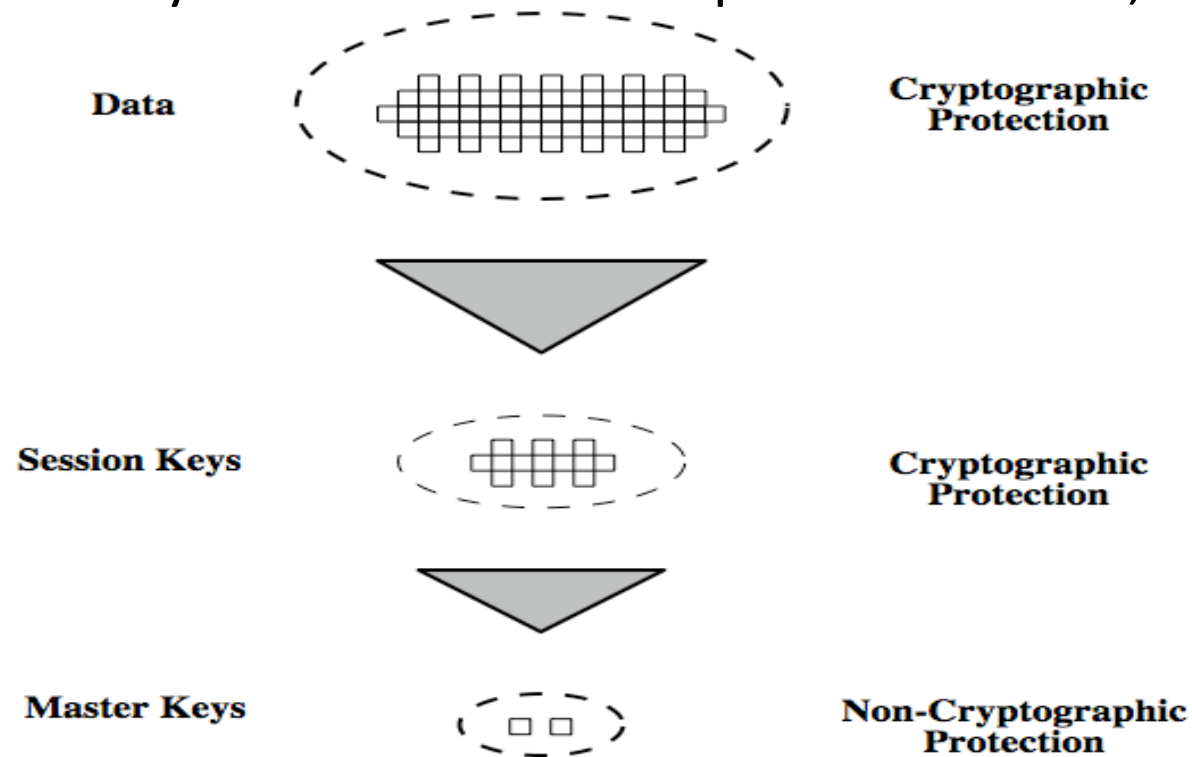 Data
Cryptographic
Protection
Session Keys
Cryptographic
Protection
Master Keys
Non-Cryptographic
Protection